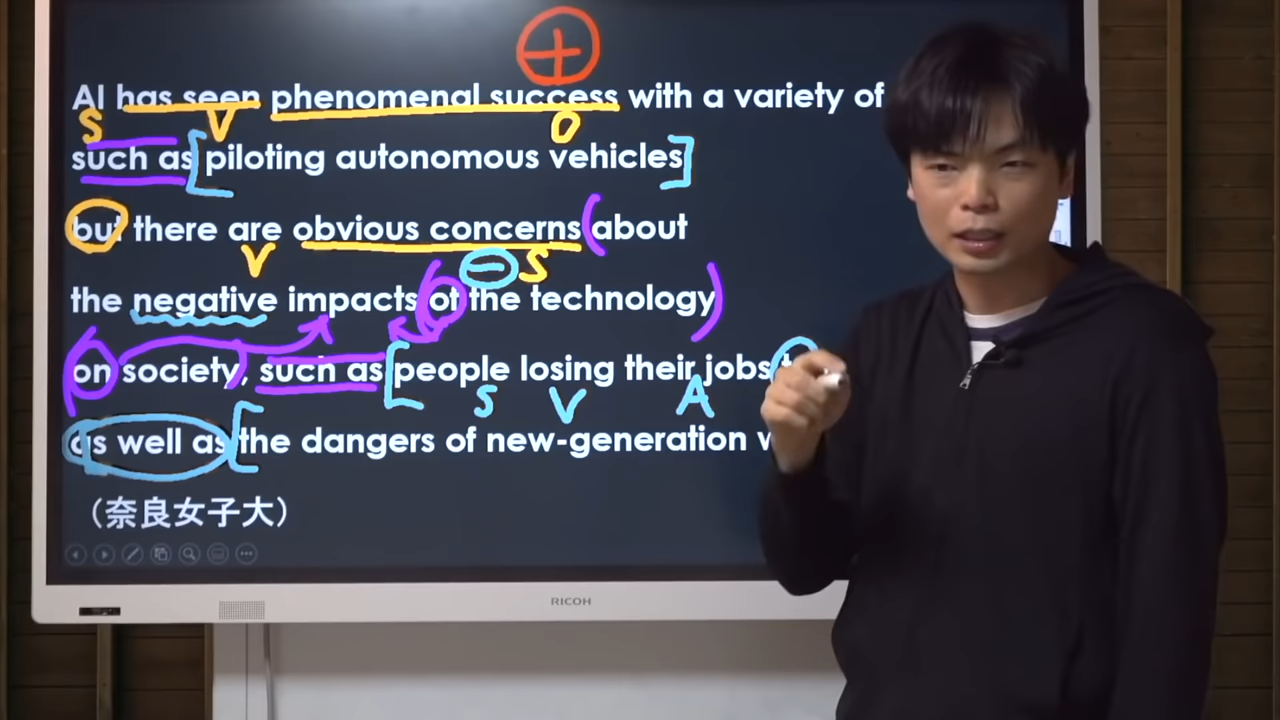 AI has seen phenomenal success with a variety of
S V O
such as [piloting autonomous vehicles]
but there are obvious concerns (about
V S
the negative impacts of the technology)
on society, such as [people losing their jobs
S V A
as well as [the dangers of new-generation
（奈良女子大）
RICOH